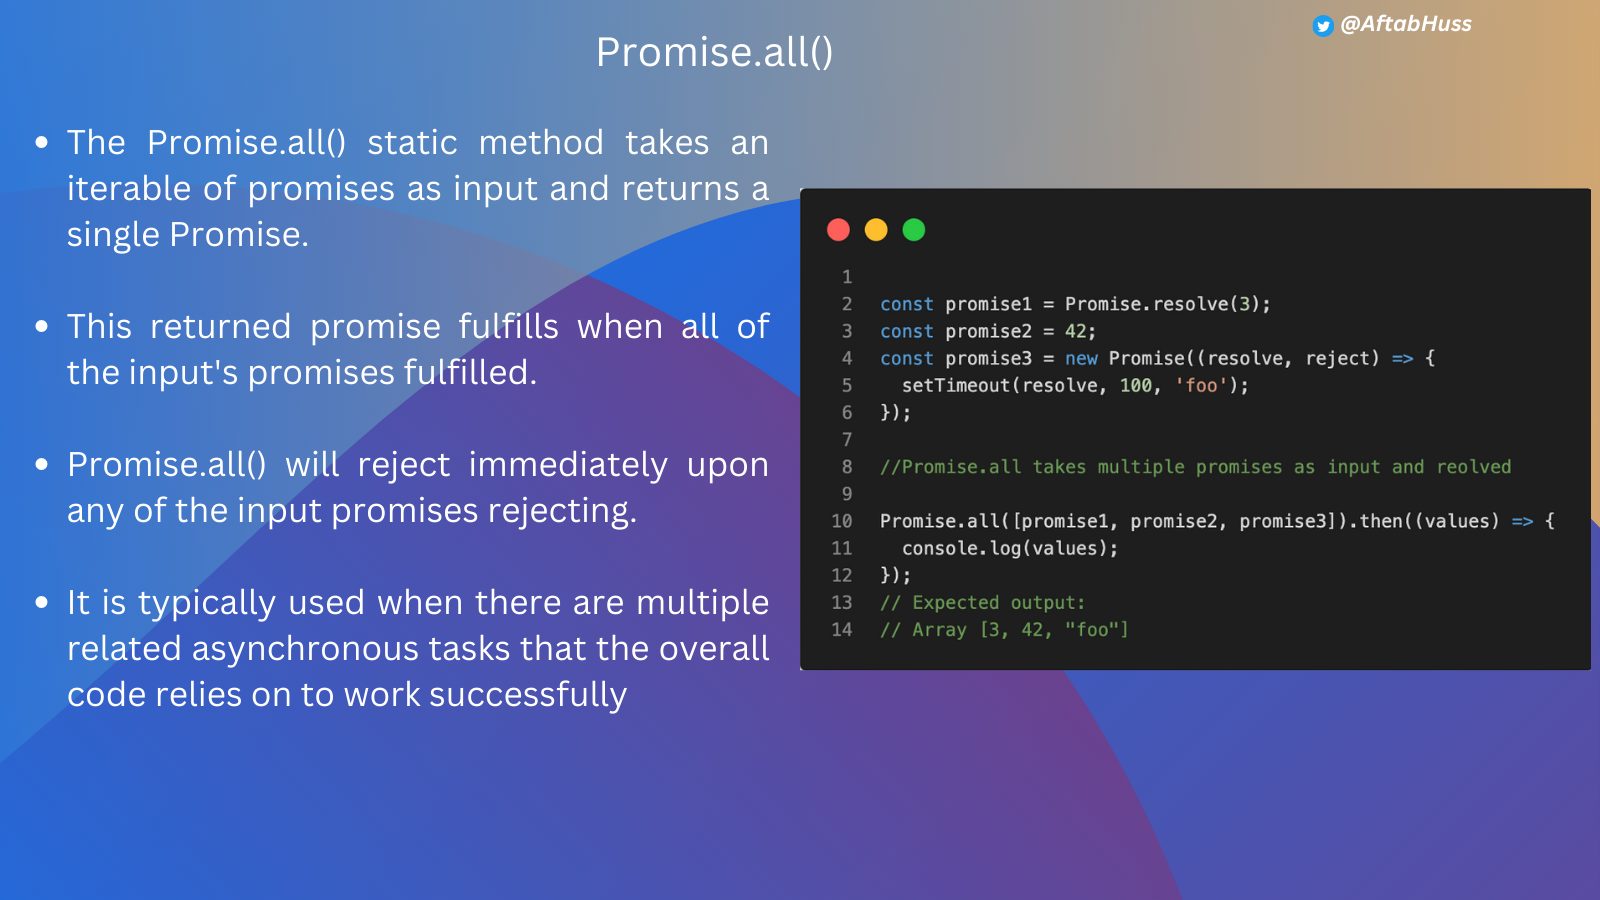 @AftabHuss
Promise.all()
• The Promise.all() static method takes an
iterable of promises as input and returns a
single Promise.
• This returned promise fulfills when all of
the input's promises fulfilled.
• Promise.all() will reject immediately upon
any of the input promises rejecting.
• It is typically used when there are multiple
related asynchronous tasks that the overall
code relies on to work successfully
1
2 const promise1 = Promise.resolve(3);
3 const promise2 = 42;
4 const promise3 = new Promise((resolve, reject) => {
5   setTimeout(resolve, 100, 'foo');
6 });
7
8 //Promise.all takes multiple promises as input and reolved
9
10 Promise.all([promise1, promise2, promise3]).then((values) => {
11   console.log(values);
12 });
13 // Expected output:
14 // Array [3, 42, "foo"]